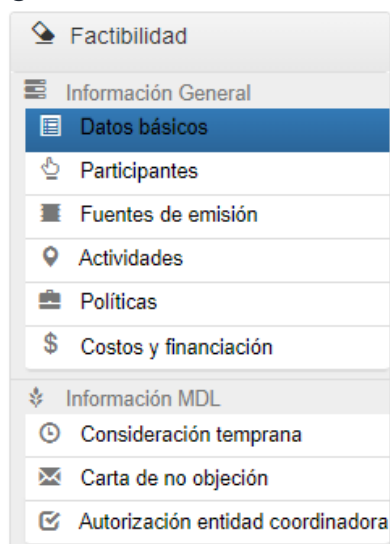 Factibilidad
Información General
Datos básicos
Participantes
Fuentes de emisión
Actividades
Políticas
$ Costos y financiación
Información MDL
Consideración temprana
Carta de no objeción
Autorización entidad coordinadora